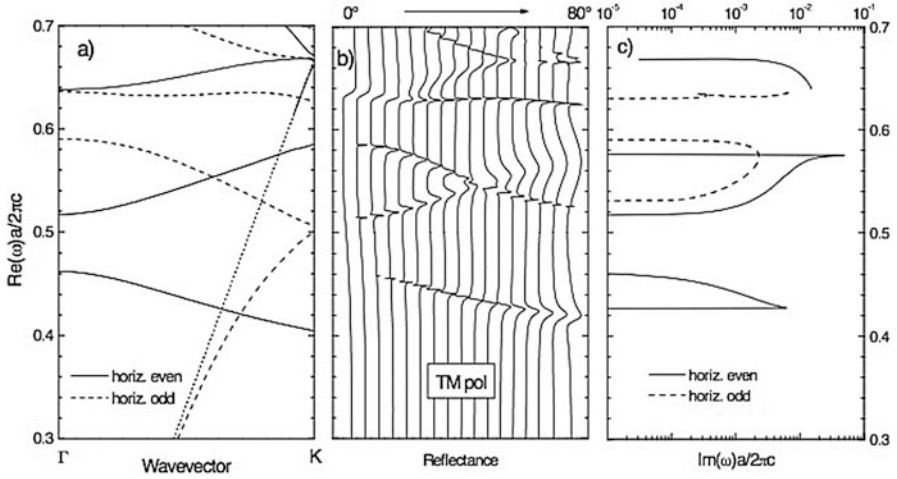 0° 80° 10⁻⁵ 10⁻⁴ 10⁻³ 10⁻² 10⁻¹
0.7 a) b) c) 0.7
0.6 0.6
Re(ω)a/2πc 0.5 0.5
0.4 0.4
horiz. even TM pol horiz. even
horiz. odd horiz. odd
0.3 0.3
Γ Wavevector K Reflectance Im(ω)a/2πc